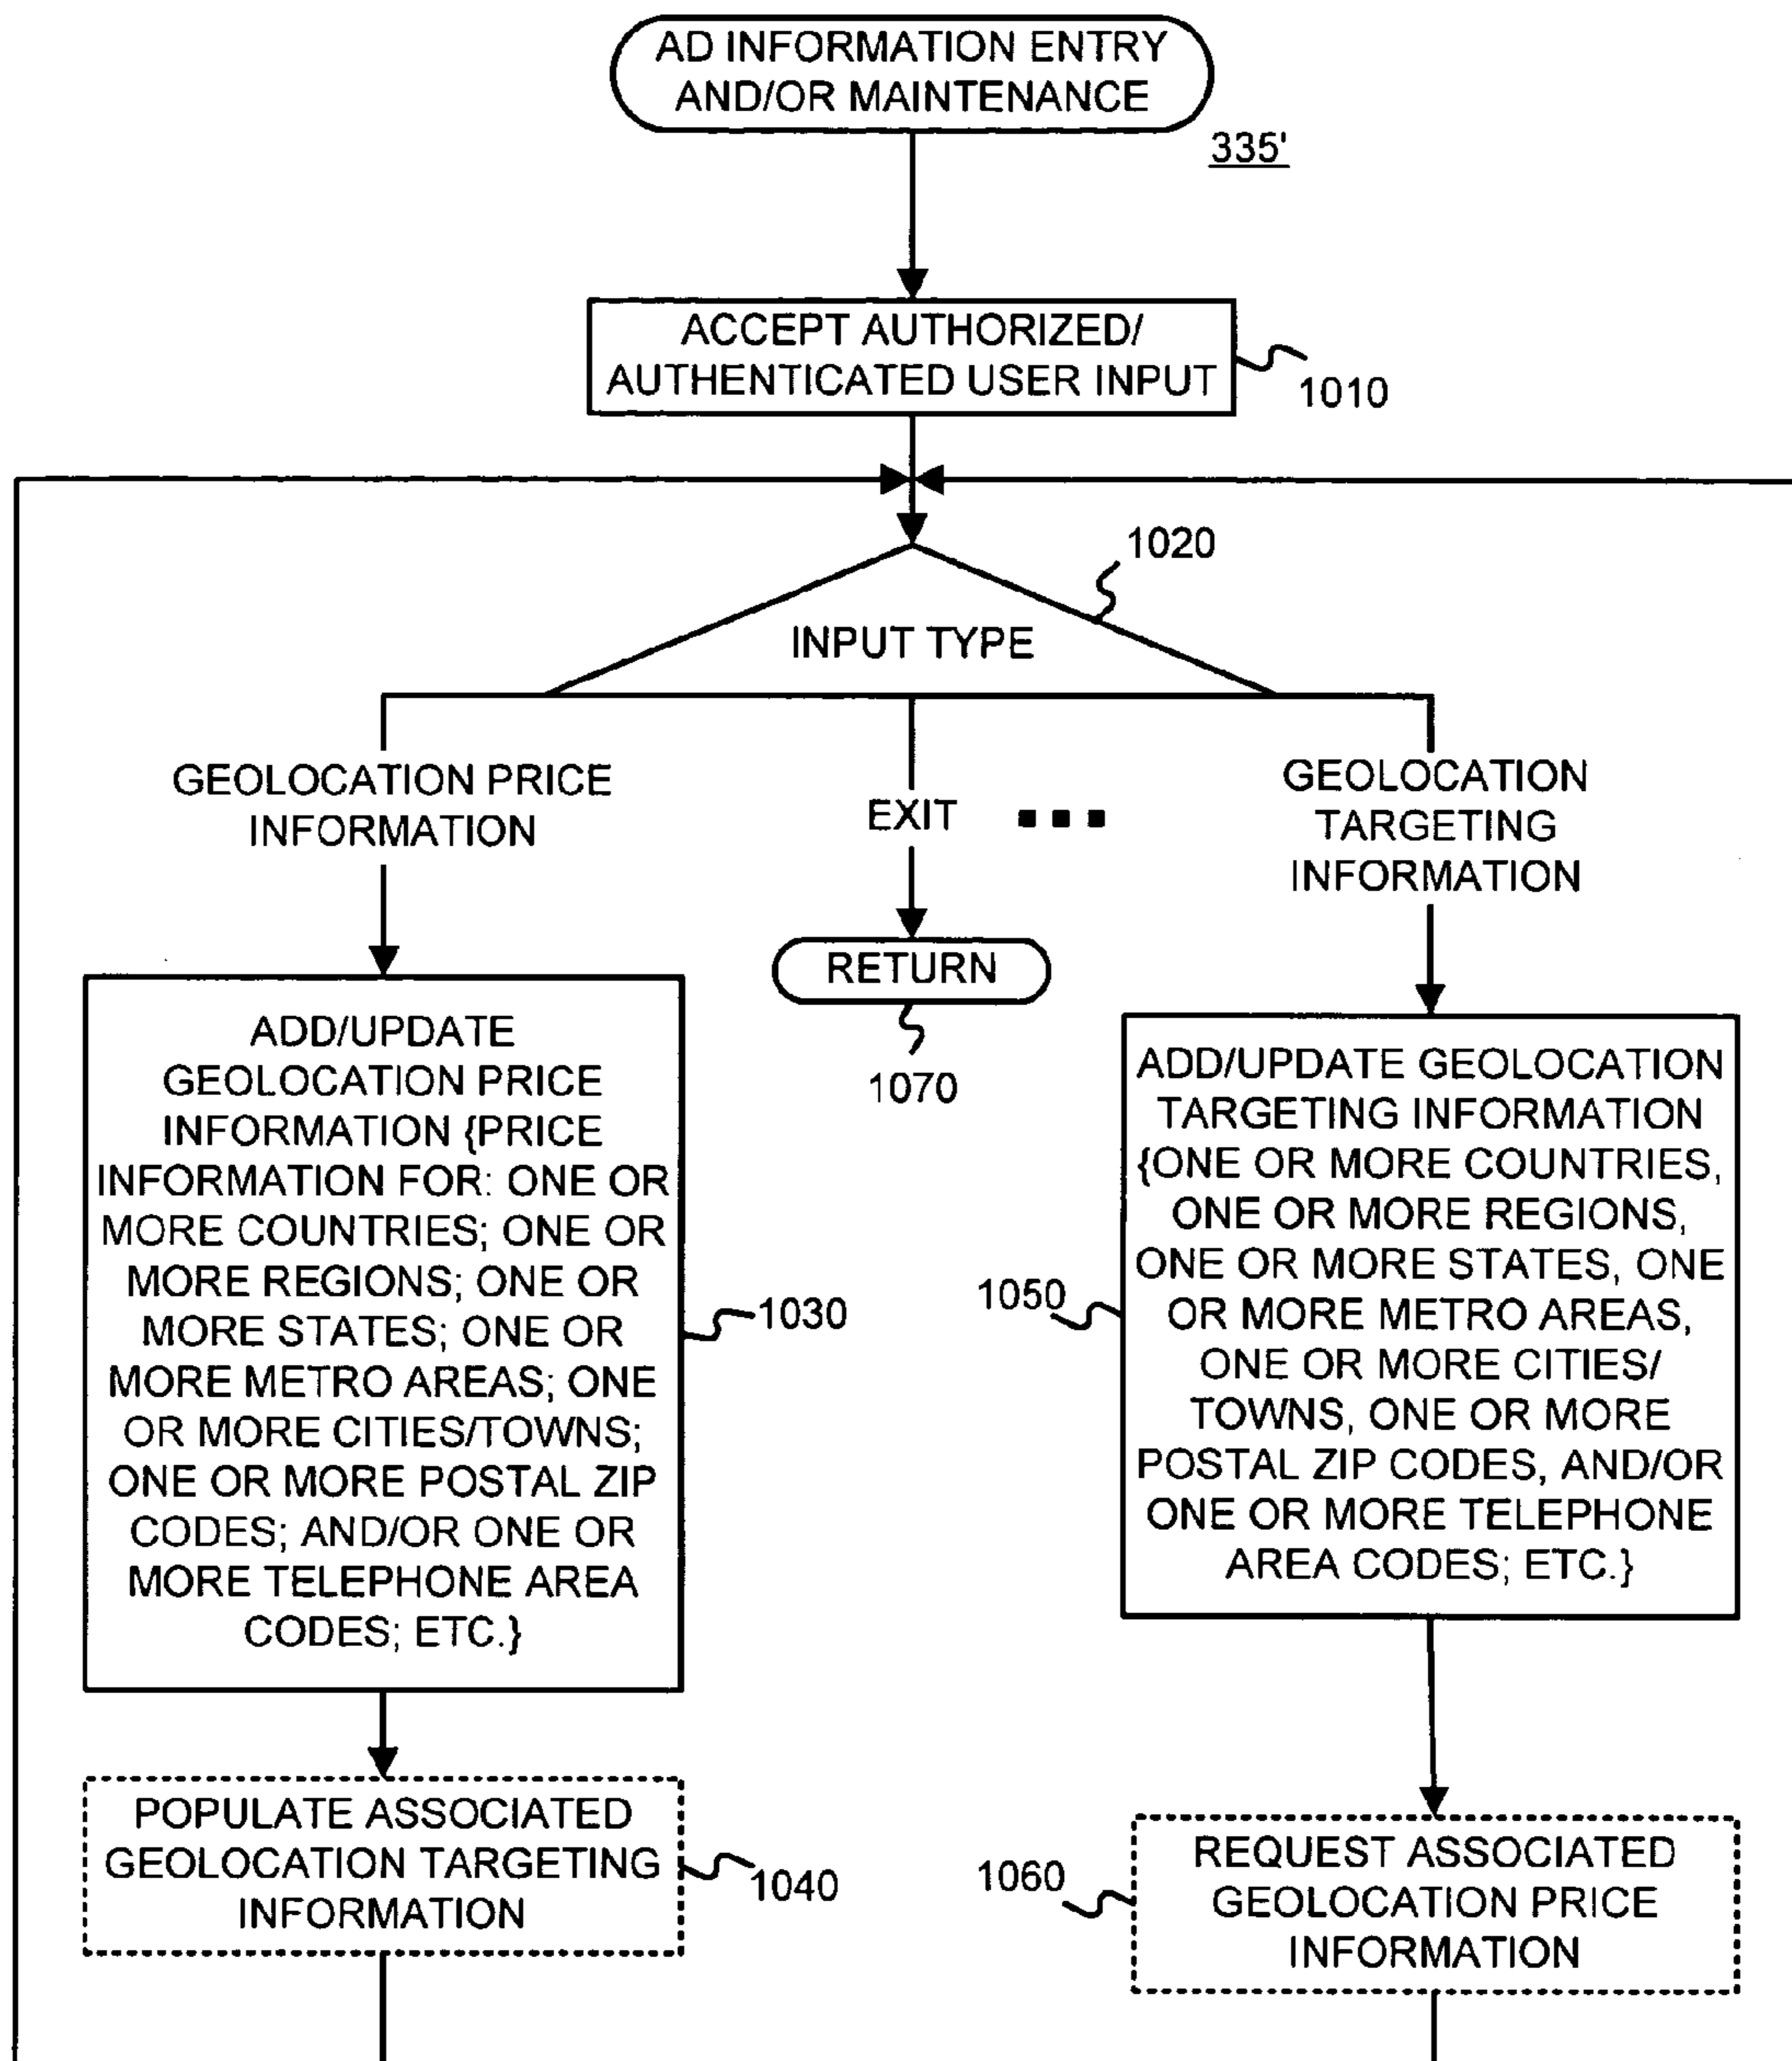 AD INFORMATION ENTRY
AND/OR MAINTENANCE
335'
ACCEPT AUTHORIZED/
AUTHENTICATED USER INPUT
1010
1020
INPUT TYPE
GEOLOCATION PRICE
INFORMATION
EXIT
GEOLOCATION
TARGETING
INFORMATION
RETURN
1070
ADD/UPDATE
GEOLOCATION PRICE
INFORMATION {PRICE
INFORMATION FOR: ONE OR
MORE COUNTRIES; ONE OR
MORE REGIONS; ONE OR
MORE STATES; ONE OR
MORE METRO AREAS; ONE
OR MORE CITIES/TOWNS;
ONE OR MORE POSTAL ZIP
CODES; AND/OR ONE OR
MORE TELEPHONE AREA
CODES; ETC.}
1030
ADD/UPDATE GEOLOCATION
TARGETING INFORMATION
{ONE OR MORE COUNTRIES,
ONE OR MORE REGIONS,
ONE OR MORE STATES, ONE
OR MORE METRO AREAS,
ONE OR MORE CITIES/
TOWNS, ONE OR MORE
POSTAL ZIP CODES, AND/OR
ONE OR MORE TELEPHONE
AREA CODES; ETC.}
1050
POPULATE ASSOCIATED
GEOLOCATION TARGETING
INFORMATION
1040
REQUEST ASSOCIATED
GEOLOCATION PRICE
INFORMATION
1060